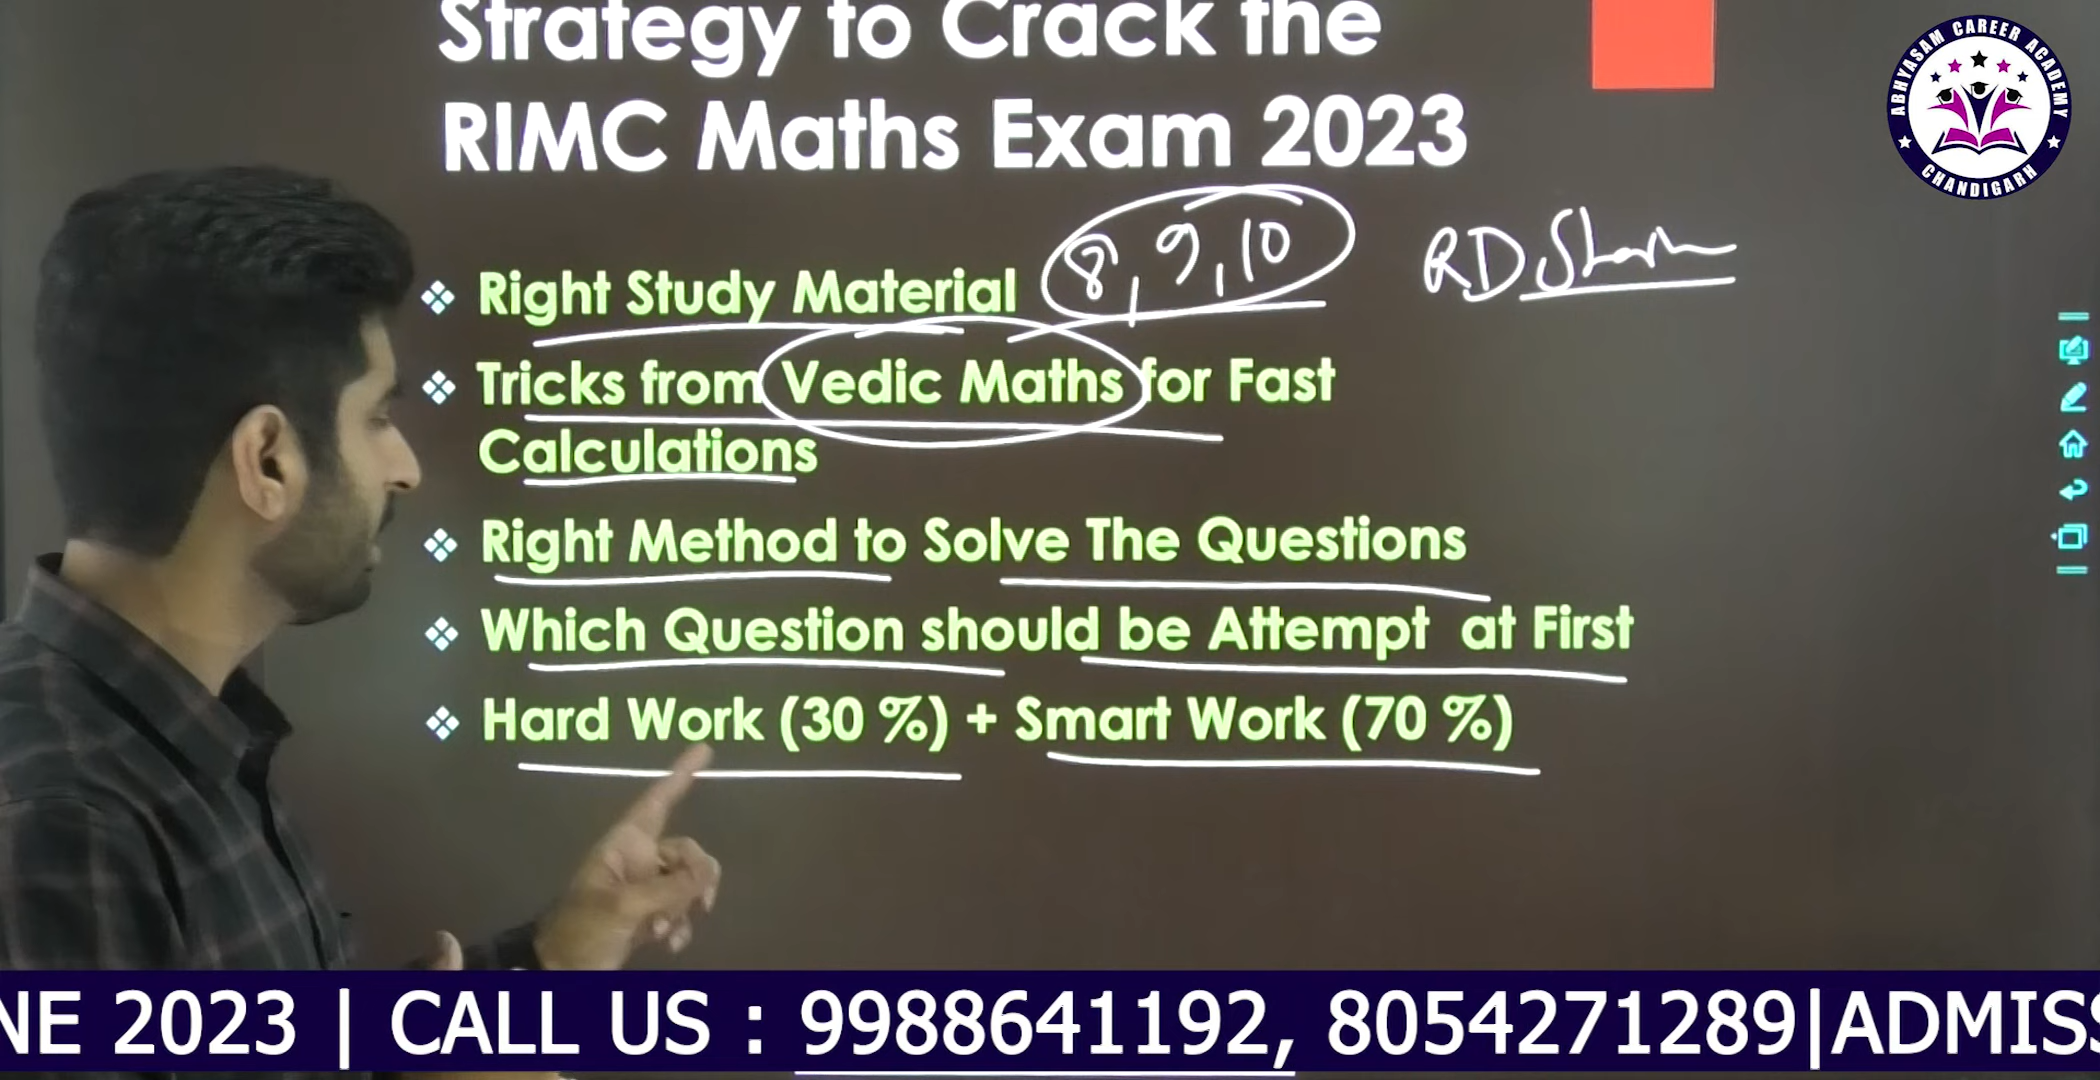 Strategy to Crack the
RIMC Maths Exam 2023
8, 9, 10
RD Sharm
❖ Right Study Material
❖ Tricks from Vedic Maths for Fast
Calculations
❖ Right Method to Solve The Questions
❖ Which Question should be Attempt at First
❖ Hard Work (30 %) + Smart Work (70 %)
ABHYASAM CAREER ACADEMY
CHANDIGARH
NE 2023 | CALL US : 9988641192, 8054271289|ADMISS